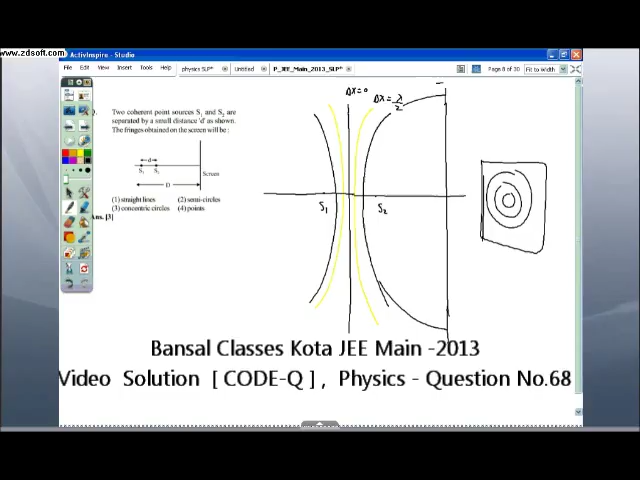 www.zdsoft.com
ActivInspire - Studio
File Edit View Insert Tools Help
physics SLP*
Untitled
P_JEE_Main_2013_SLP*
Page 8 of 30
Fit to Width
Q.
Two coherent point sources S₁ and S₂ are
separated by a small distance 'd' as shown.
The fringes obtained on the screen will be :
d
S₁ S₂
Screen
D
(1) straight lines (2) semi-circles
(3) concentric circles (4) points
Ans. [3]
Δx=0
Δx=λ/2
S₁
S₂
Bansal Classes Kota JEE Main -2013
Video Solution [ CODE-Q ] , Physics - Question No.68